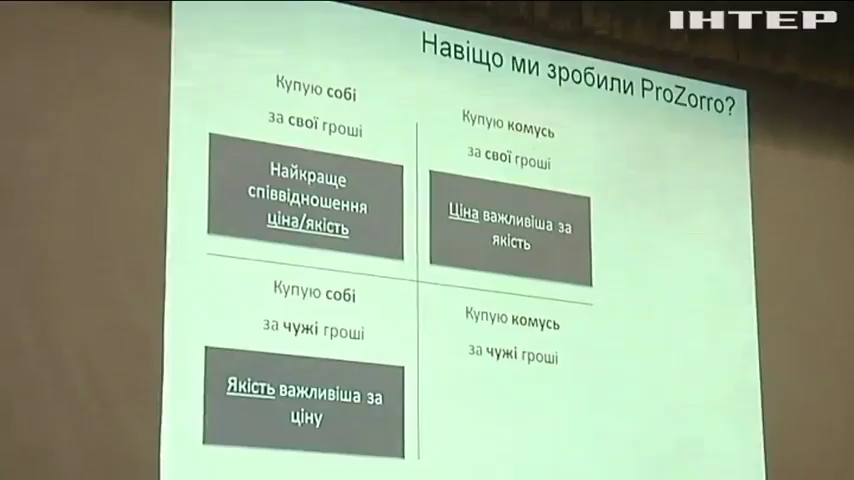 ІНТЕР
Навіщо ми зробили ProZorro?
Купую собі
за свої гроші
Найкраще
співвідношення
ціна/якість
Купую комусь
за свої гроші
Ціна важливіша за
якість
Купую собі
за чужі гроші
Якість важливіша за
ціну
Купую комусь
за чужі гроші